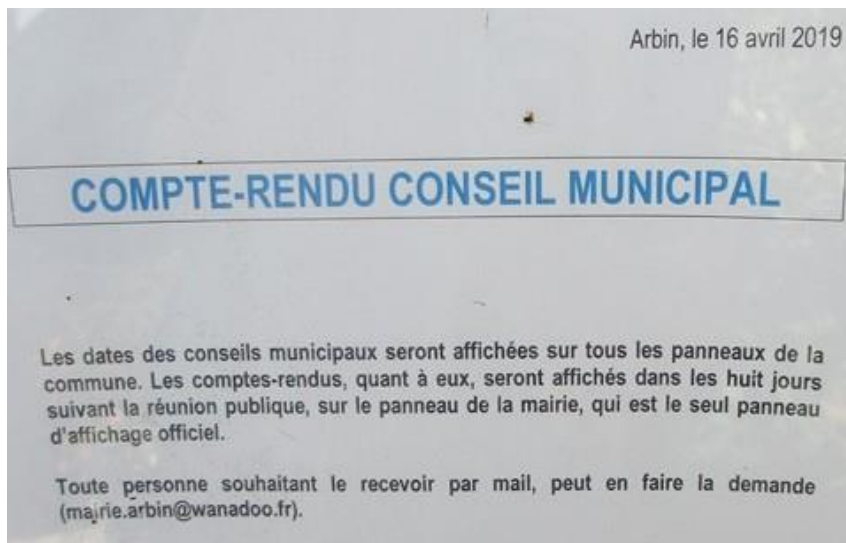 Arbin, le 16 avril 2019
COMPTE-RENDU CONSEIL MUNICIPAL
Les dates des conseils municipaux seront affichées sur tous les panneaux de la
commune. Les comptes-rendus, quant à eux, seront affichés dans les huit jours
suivant la réunion publique, sur le panneau de la mairie, qui est le seul panneau
d'affichage officiel.
Toute personne souhaitant le recevoir par mail, peut en faire la demande
(mairie.arbin@wanadoo.fr).